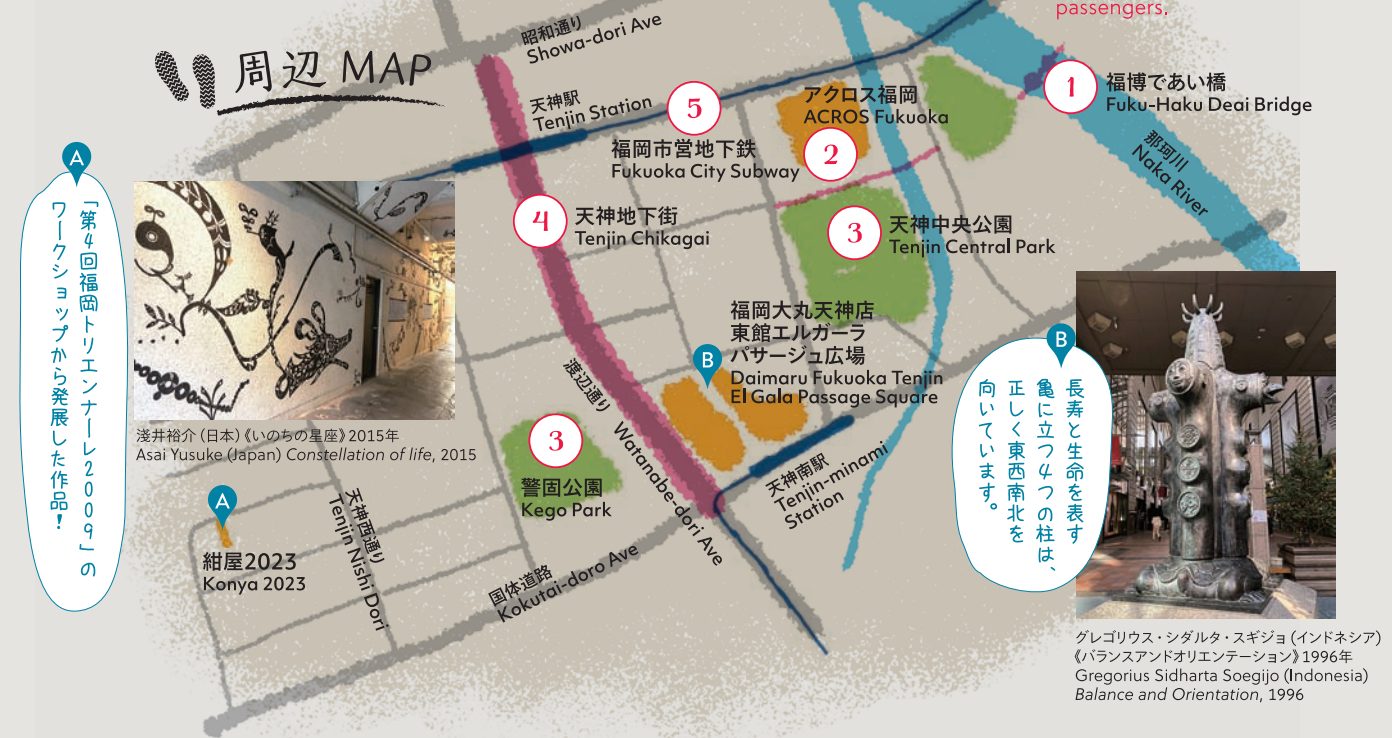 passengers.
周辺 MAP
昭和通り
Showa-dori Ave
天神駅
Tenjin Station
5
福岡市営地下鉄
Fukuoka City Subway
アクロス福岡
ACROS Fukuoka
2
1
福博であい橋
Fuku-Haku Deai Bridge
那珂川
Naka River
A
「第4回福岡トリエンナーレ2009」の
ワークショップから発展した作品!
淺井裕介(日本)《いのちの星座》2015年
Asai Yusuke (Japan) Constellation of life, 2015
4
天神地下街
Tenjin Chikagai
3
天神中央公園
Tenjin Central Park
B
福岡大丸天神店
東館エルガーラ
パサージュ広場
Daimaru Fukuoka Tenjin
El Gala Passage Square
渡辺通り Watanabe-dori Ave
3
警固公園
Kego Park
天神南駅
Tenjin-minami
Station
A
紺屋2023
Konya 2023
天神西通り
Tenjin Nishi Dori
国体道路
Kokutai-doro Ave
B
長寿と生命を表す
亀に立つ4つの柱は、
正しく東西南北を
向いています。
グレゴリウス・シダルタ・スギジョ(インドネシア)
《バランスアンドオリエンテーション》1996年
Gregorius Sidharta Soegijo (Indonesia)
Balance and Orientation, 1996